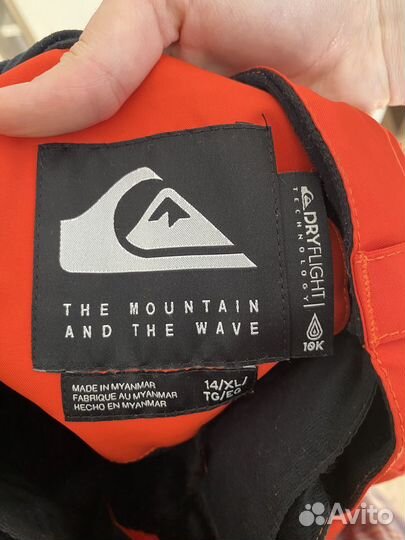 THE MOUNTAIN
AND THE WAVE
DRYFLIGHT
TECHNOLOGY
10K
MADE IN MYANMAR
FABRIQUE AU MYANMAR
HECHO EN MYANMAR
14/XL/
TG/EG
Avito